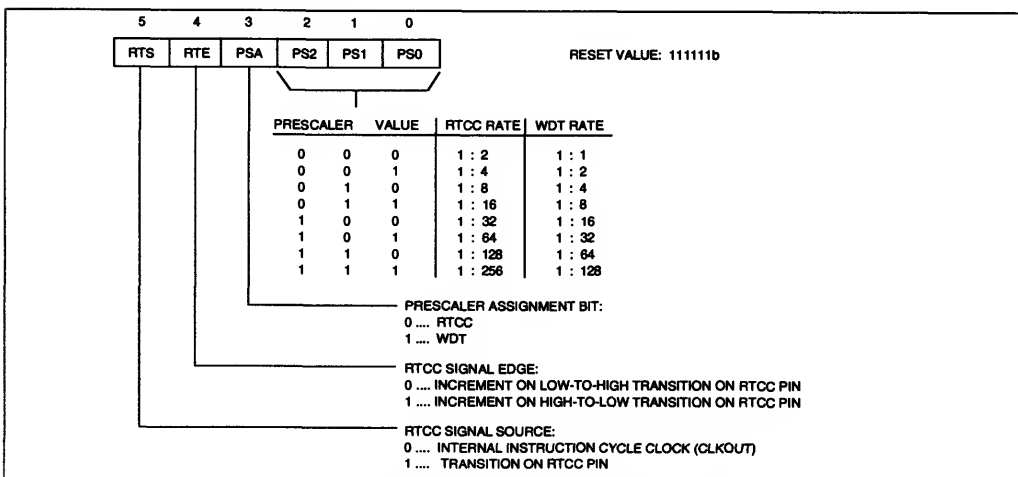 5 4 3 2 1 0
RTS RTE PSA PS2 PS1 PS0 RESET VALUE: 111111b
PRESCALER VALUE RTCC RATE WDT RATE
0 0 0 1 : 2 1 : 1
0 0 1 1 : 4 1 : 2
0 1 0 1 : 8 1 : 4
0 1 1 1 : 16 1 : 8
1 0 0 1 : 32 1 : 16
1 0 1 1 : 64 1 : 32
1 1 0 1 : 128 1 : 64
1 1 1 1 : 256 1 : 128
PRESCALER ASSIGNMENT BIT:
0 .... RTCC
1 .... WDT
RTCC SIGNAL EDGE:
0 .... INCREMENT ON LOW-TO-HIGH TRANSITION ON RTCC PIN
1 .... INCREMENT ON HIGH-TO-LOW TRANSITION ON RTCC PIN
RTCC SIGNAL SOURCE:
0 .... INTERNAL INSTRUCTION CYCLE CLOCK (CLKOUT)
1 .... TRANSITION ON RTCC PIN